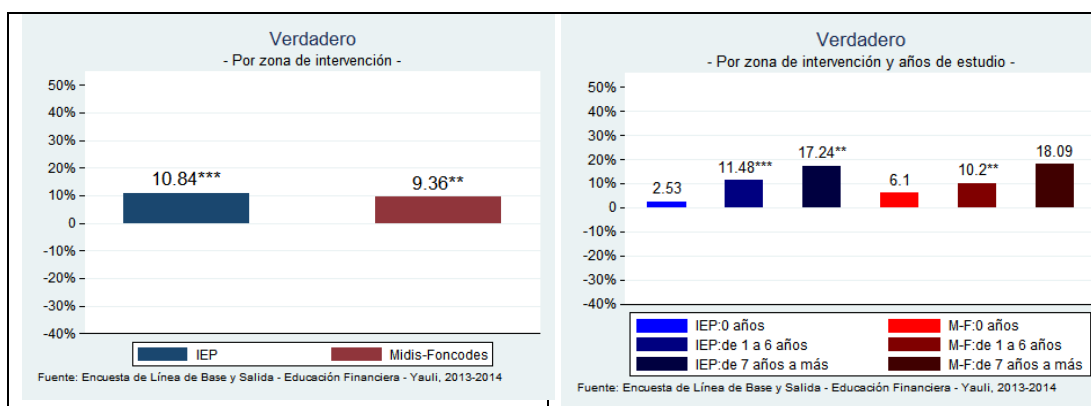 Verdadero
- Por zona de intervención -
50%
40%
30%
20%
10%
0
-10%
-20%
-30%
-40%
10.84***
9.36**
IEP
Midis-Foncodes
Fuente: Encuesta de Línea de Base y Salida - Educación Financiera - Yauli, 2013-2014
Verdadero
- Por zona de intervención y años de estudio -
50%
40%
30%
20%
10%
0
-10%
-20%
-30%
-40%
2.53
11.48***
17.24**
6.1
10.2**
18.09
IEP:0 años
M-F:0 años
IEP:de 1 a 6 años
M-F:de 1 a 6 años
IEP:de 7 años a más
M-F:de 7 años a más
Fuente: Encuesta de Línea de Base y Salida - Educación Financiera - Yauli, 2013-2014